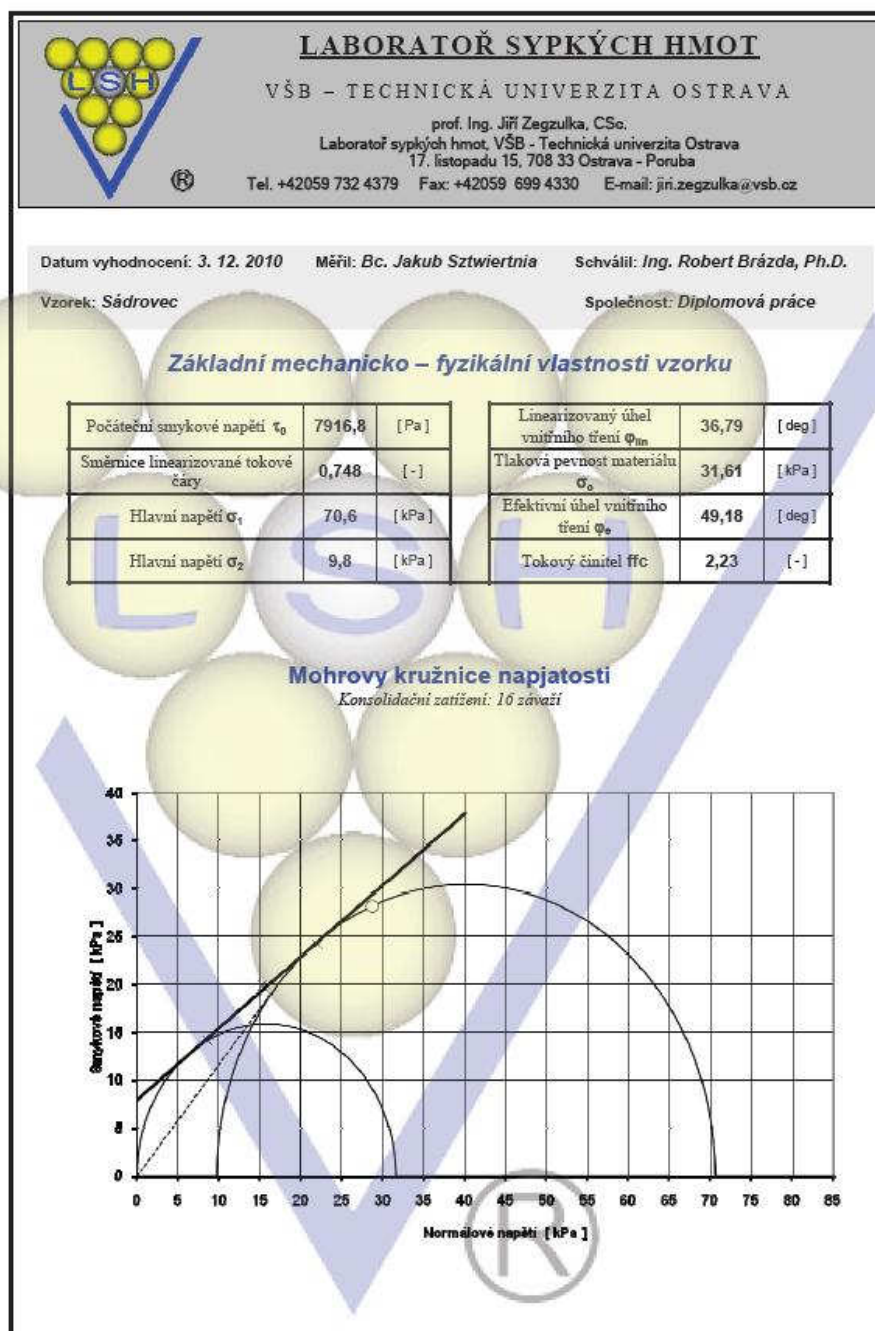 LABORATOŘ SYPKÝCH HMOT
LSH
VŠB – TECHNICKÁ UNIVERZITA OSTRAVA
prof. Ing. Jiří Zegzulka, CSc.
Laboratoř sypkých hmot, VŠB - Technická univerzita Ostrava
17. listopadu 15, 708 33 Ostrava - Poruba
® Tel. +42059 732 4379 Fax: +42059 699 4330 E-mail: jiri.zegzulka@vsb.cz
Datum vyhodnocení: 3. 12. 2010 Měřil: Bc. Jakub Sztwiertnia Schválil: Ing. Robert Brázda, Ph.D.
Vzorek: Sádrovec Společnost: Diplomová práce
Základní mechanicko – fyzikální vlastnosti vzorku
Počáteční smykové napětí τ₀ 7916,8 [ Pa ]
Směrnice linearizované tokové
čáry 0,748 [ - ]
Hlavní napětí σ₁ 70,6 [ kPa ]
Hlavní napětí σ₂ 9,8 [ kPa ]
Linearizovaný úhel
vnitřního tření φlin 36,79 [ deg ]
Tlaková pevnost materiálu
σc 31,61 [ kPa ]
Efektivní úhel vnitřního
tření φe 49,18 [ deg ]
Tokový činitel ffc 2,23 [ - ]
LSH
Mohrovy kružnice napjatosti
Konsolidační zatížení: 16 závaží
40
35
30
25
20
15
10
5
0
Smykové napětí [ kPa ]
0 5 10 15 20 25 30 35 40 45 50 55 60 65 70 75 80 85
Normálové napětí [ kPa ]
®